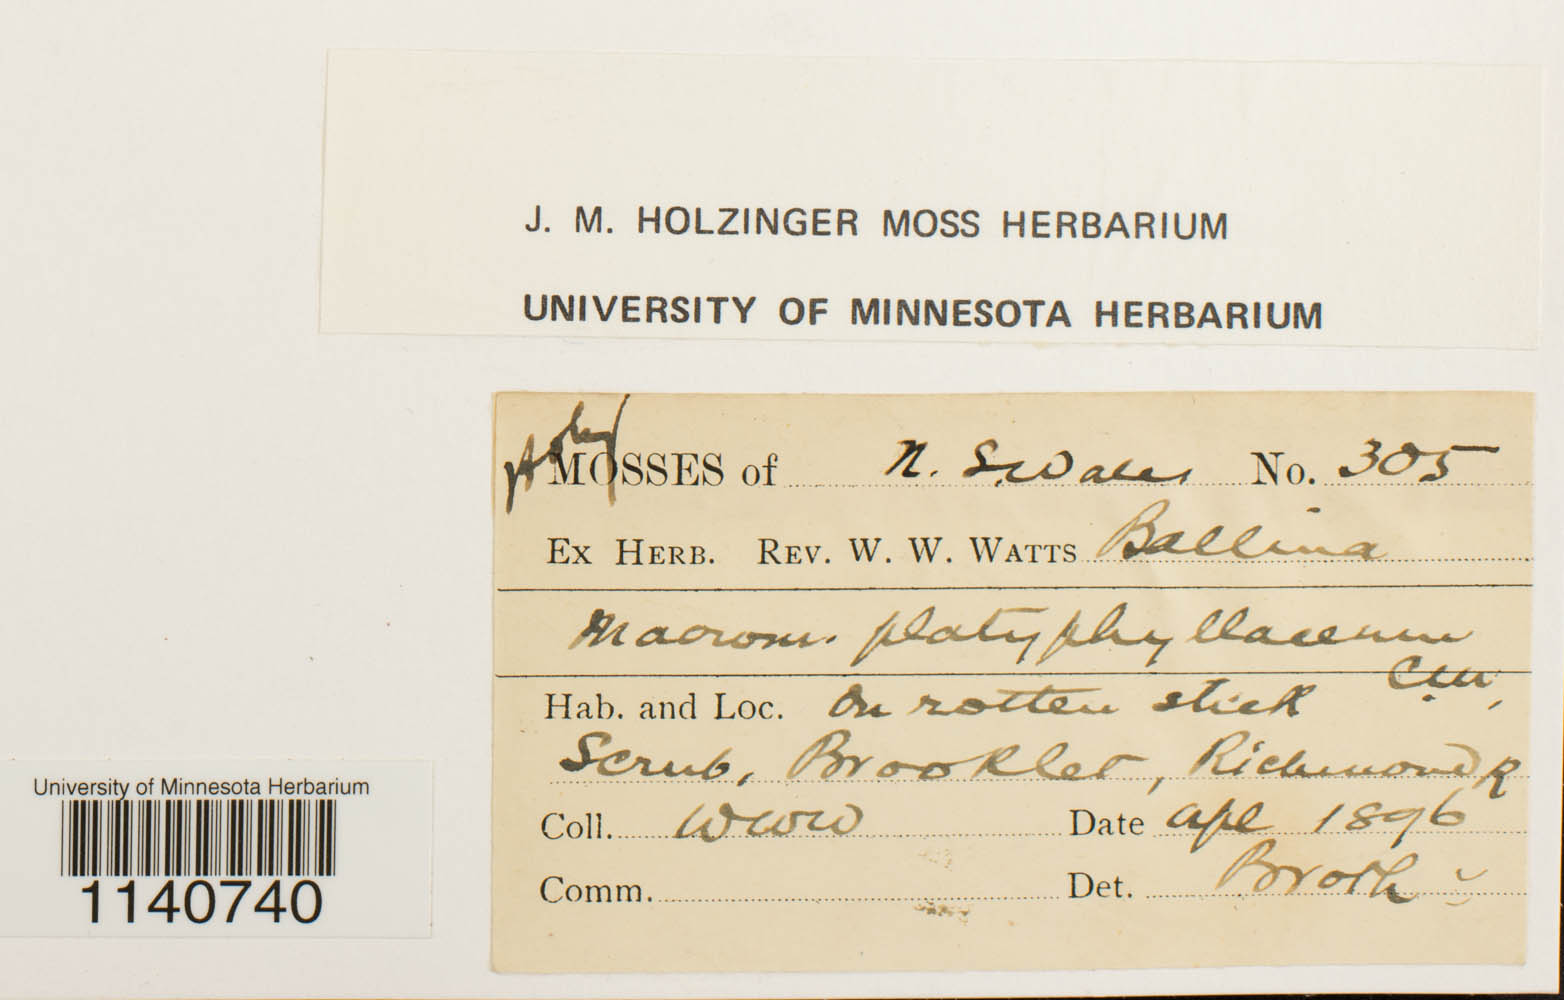 J. M. HOLZINGER MOSS HERBARIUM
UNIVERSITY OF MINNESOTA HERBARIUM
MOSSES of N. S. Wales No. 305
EX HERB. REV. W. W. WATTS Ballina
Macrom. platyphyllaceum
C.M.
Hab. and Loc. On rotten stick
Scrub, Brooklet, Richmond R
Coll. WWW Date Apl 1896
Comm. Det. Broth
University of Minnesota Herbarium
1140740